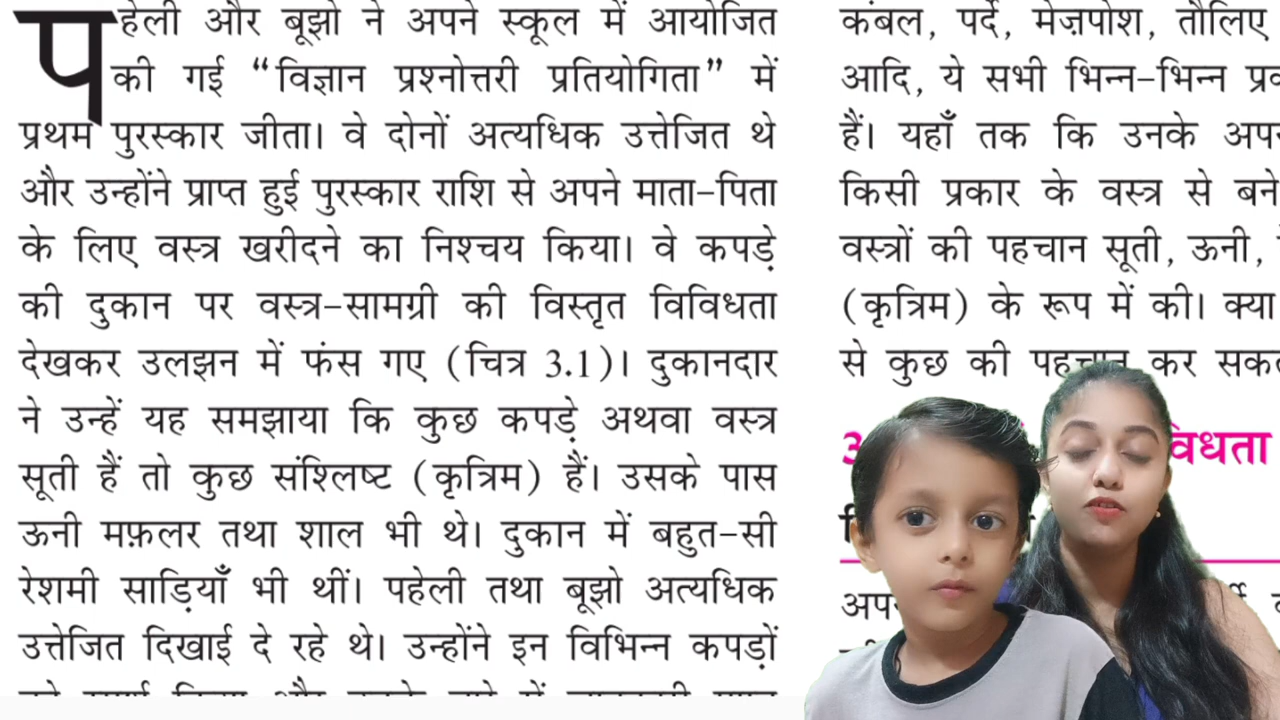 पहेली और बूझो ने अपने स्कूल में आयोजित
की गई “विज्ञान प्रश्नोत्तरी प्रतियोगिता” में
प्रथम पुरस्कार जीता। वे दोनों अत्यधिक उत्तेजित थे
और उन्होंने प्राप्त हुई पुरस्कार राशि से अपने माता-पिता
के लिए वस्त्र खरीदने का निश्चय किया। वे कपड़े
की दुकान पर वस्त्र-सामग्री की विस्तृत विविधता
देखकर उलझन में फंस गए (चित्र 3.1)। दुकानदार
ने उन्हें यह समझाया कि कुछ कपड़े अथवा वस्त्र
सूती हैं तो कुछ संश्लिष्ट (कृत्रिम) हैं। उसके पास
ऊनी मफ़लर तथा शाल भी थे। दुकान में बहुत-सी
रेशमी साड़ियाँ भी थीं। पहेली तथा बूझो अत्यधिक
उत्तेजित दिखाई दे रहे थे। उन्होंने इन विभिन्न कपड़ों
कंबल, पर्दे, मेज़पोश, तौलिए
आदि, ये सभी भिन्न-भिन्न
हैं। यहाँ तक कि उनके
किसी प्रकार के वस्त्र से बने
वस्त्रों की पहचान सूती, ऊनी,
(कृत्रिम) के रूप में की। क्या
से कुछ की पहचान कर